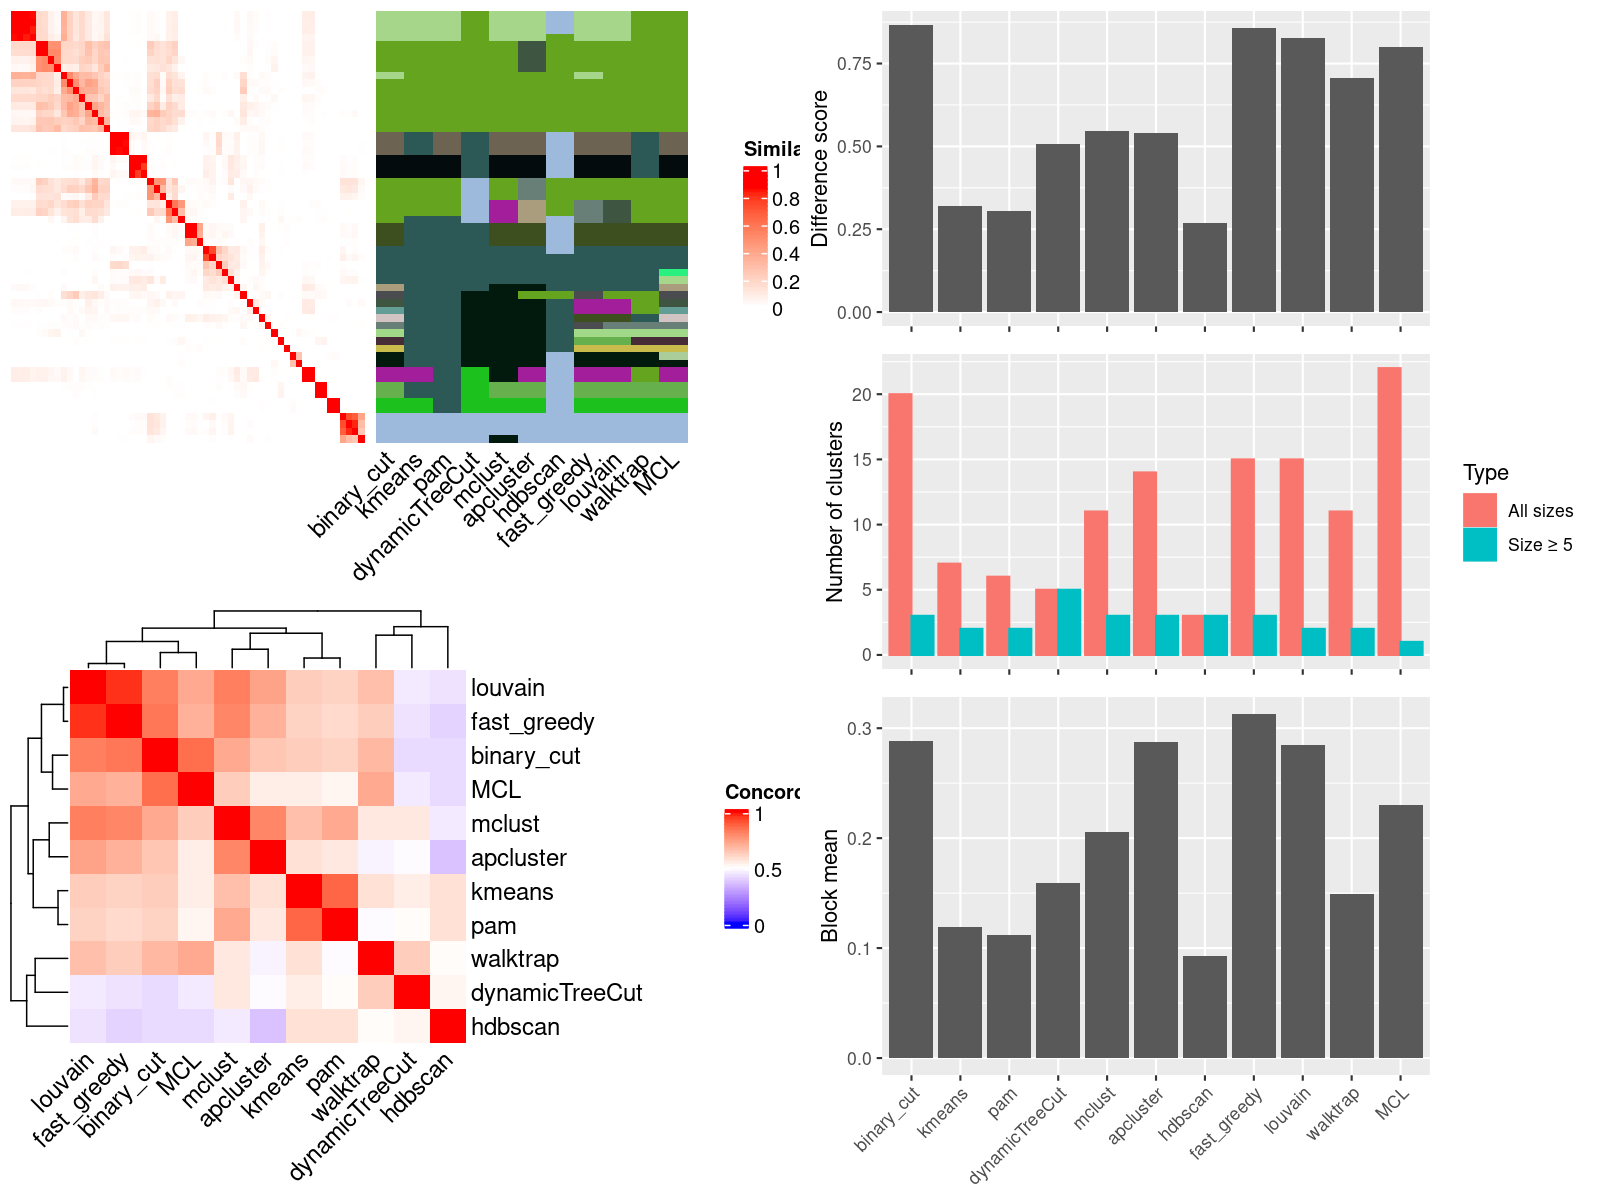 Simila
1
0.8
0.6
0.4
0.2
0
binary_cut
kmeans
pam
dynamicTreeCut
mclust
apcluster
hdbscan
fast_greedy
louvain
walktrap
MCL
louvain
fast_greedy
binary_cut
MCL
mclust
apcluster
kmeans
pam
walktrap
dynamicTreeCut
hdbscan
louvain
fast_greedy
binary_cut
MCL
mclust
apcluster
kmeans
pam
walktrap
dynamicTreeCut
hdbscan
Concord
1
0.5
0
Difference score
0.75
0.50
0.25
0.00
Number of clusters
20
15
10
5
0
Type
All sizes
Size ≥ 5
Block mean
0.3
0.2
0.1
0.0
binary_cut
kmeans
pam
dynamicTreeCut
mclust
apcluster
hdbscan
fast_greedy
louvain
walktrap
MCL